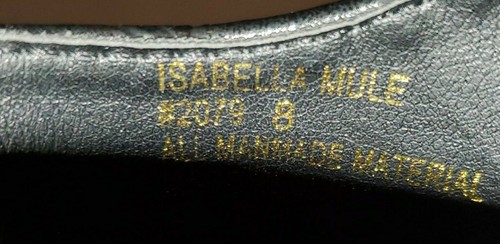 ISABELLA MULE
#2079 8
ALL MANMADE MATERIAL